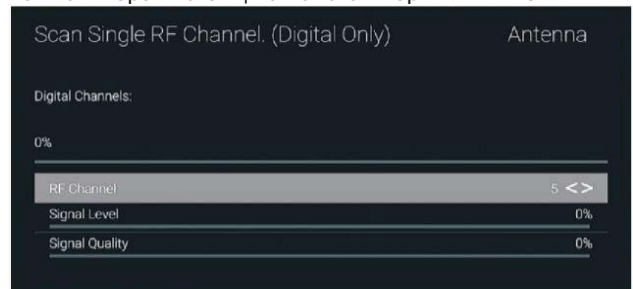 Scan Single RF Channel. (Digital Only) Antenna
Digital Channels:
0%
RF Channel 5 <>
Signal Level 0%
Signal Quality 0%